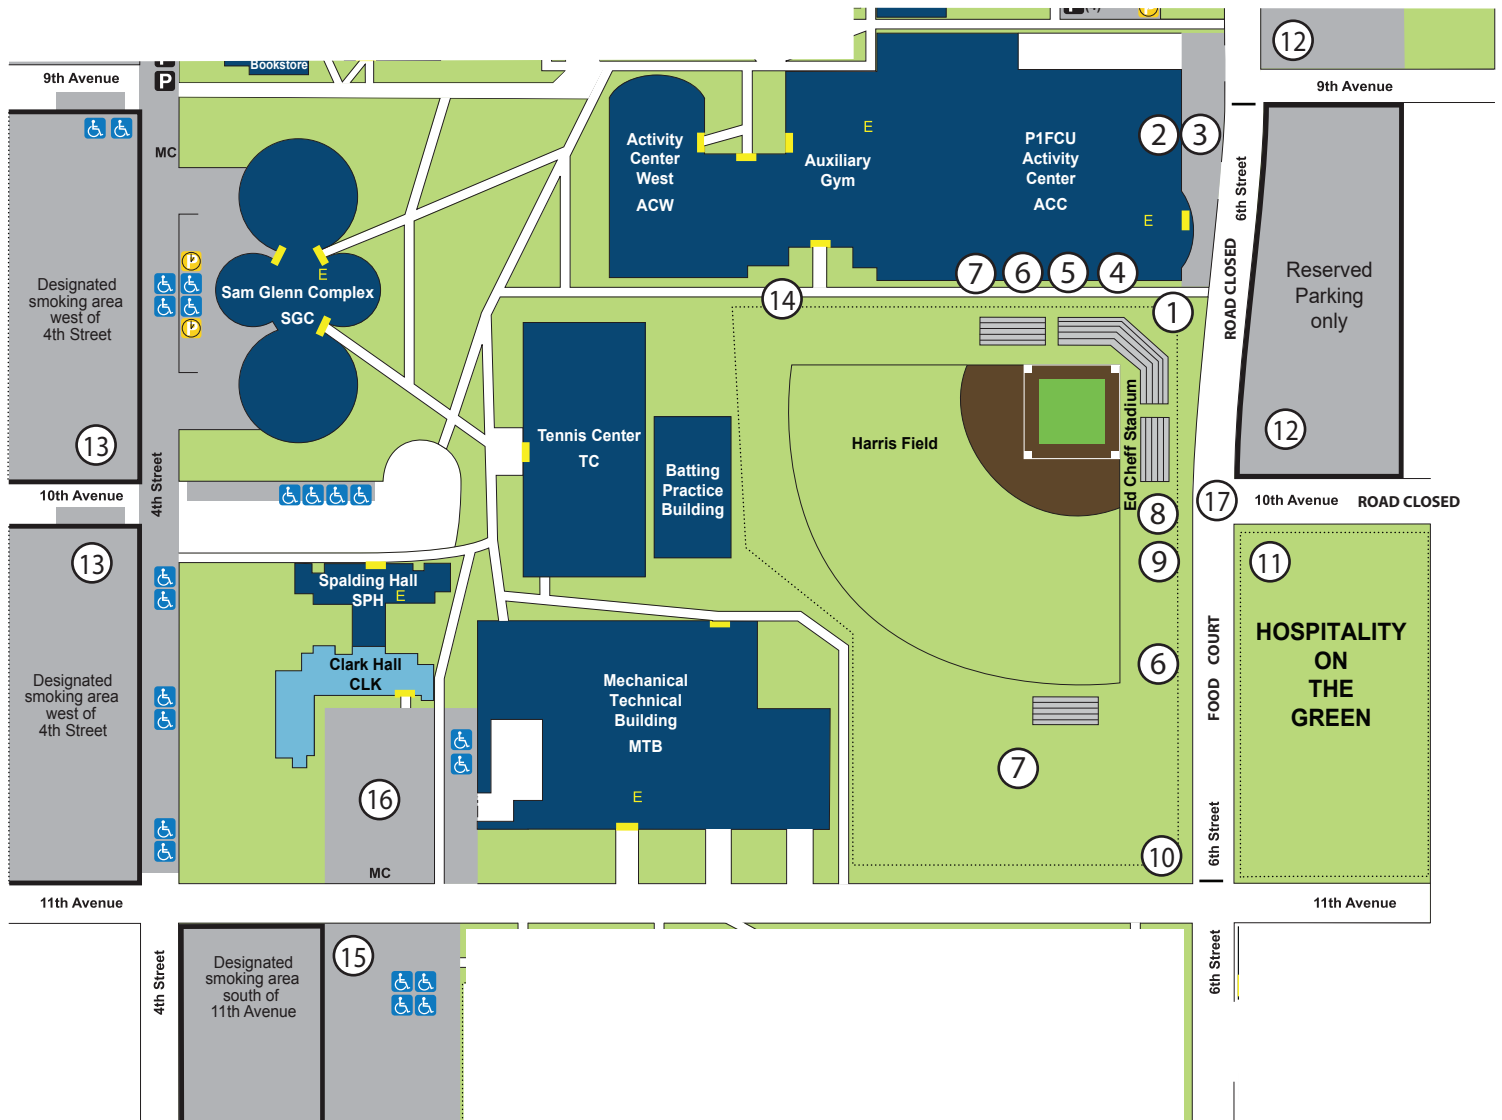 P (4)
12
Bookstore
P
P
9th Avenue
9th Avenue
MC
Activity
Center
West
ACW
Auxiliary
Gym
E
P1FCU
Activity
Center
ACC
E
2
3
6th Street
ROAD CLOSED
Designated
smoking area
west of
4th Street
E
Sam Glenn Complex
SGC
7
6
5
4
14
1
Reserved
Parking
only
12
13
Tennis Center
TC
Batting
Practice
Building
Harris Field
Ed Cheff Stadium
4th Street
10th Avenue
17
10th Avenue
ROAD CLOSED
8
9
11
13
Spalding Hall
SPH
E
Clark Hall
CLK
Designated
smoking area
west of
4th Street
Mechanical
Technical
Building
MTB
E
6
FOOD COURT
HOSPITALITY
ON
THE
GREEN
7
16
MC
10
6th Street
11th Avenue
11th Avenue
4th Street
Designated
smoking area
south of
11th Avenue
15
6th Street